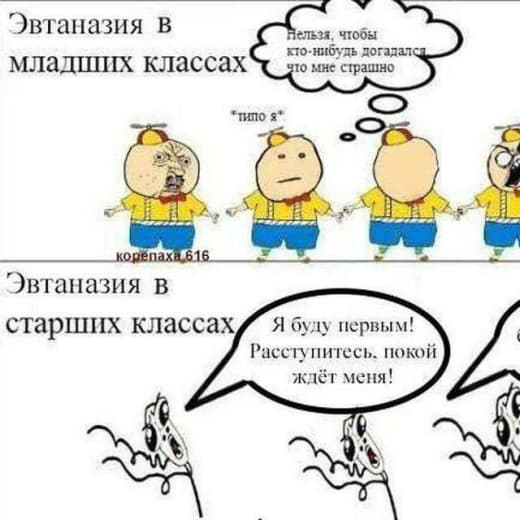 Эвтаназия в
младших классах
Нельзя, чтобы
кто-нибудь догадался
что мне страшно
*типо я*
корепаха 616
Эвтаназия в
старших классах
Я буду первым!
Расступитесь, покой
ждёт меня!